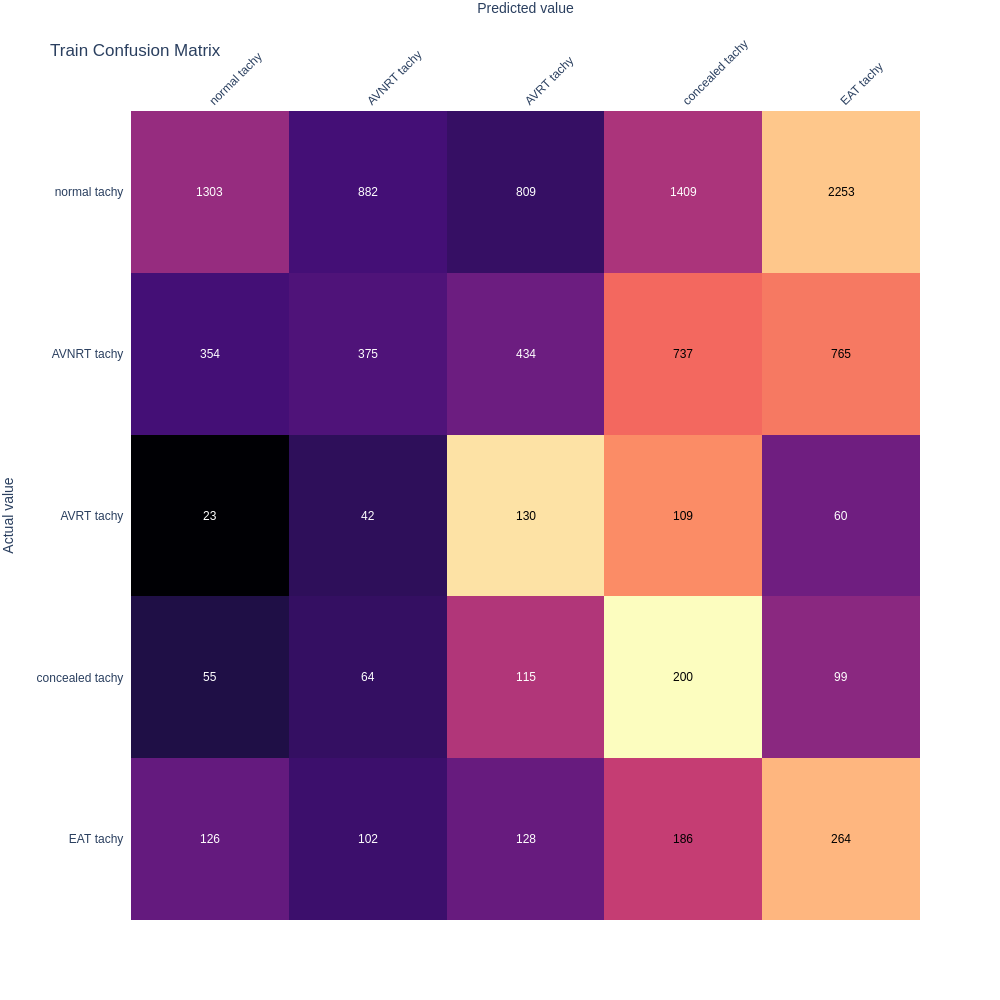 Predicted value
Train Confusion Matrix
normal tachy AVNRT tachy AVRT tachy concealed tachy EAT tachy
normal tachy 1303 882 809 1409 2253
AVNRT tachy 354 375 434 737 765
AVRT tachy 23 42 130 109 60
concealed tachy 55 64 115 200 99
EAT tachy 126 102 128 186 264
Actual value